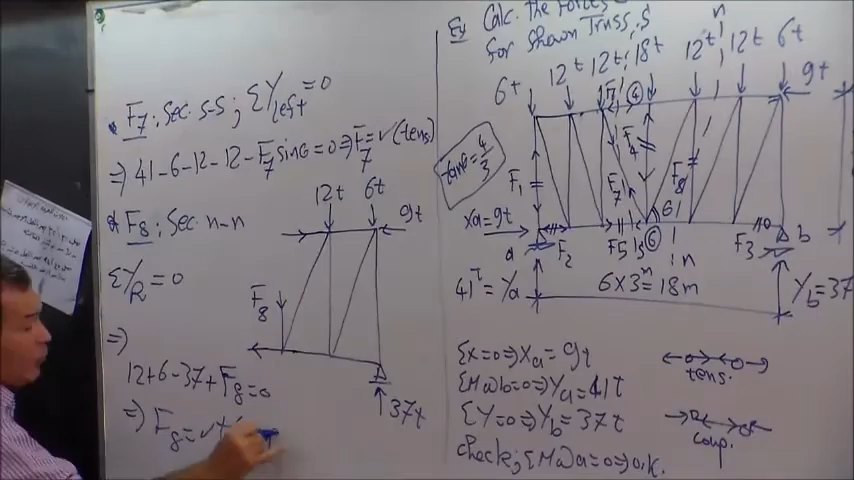 F₇; Sec. s-s; ΣY left = 0
⇒ 41-6-12-12-F₇ sinθ = 0 ⇒ F₇ = ✓ (tens)
F₈; Sec. n-n
ΣY R = 0
⇒
12+6-37+F₈=0
⇒ F₈=✓
12t 6t
9t
F₈
37t
Ex Calc. the Forces
for Shown Truss.
s n
6t 12t 12t 18t 12t 12t 6t
9t
④
tanθ = 4/3
F₁ F₇ F₄ F₈
Xa=9t
a F₂ F₅ s ⑥ n F₃ b
41t = Ya
6X3=18m
Yb=37
Σx=0⇒Xa=9t
ΣM@b=0⇒Ya=41t
ΣY=0⇒Yb=37t
check; ΣM@a=0⇒o.k.
tens.
comp.